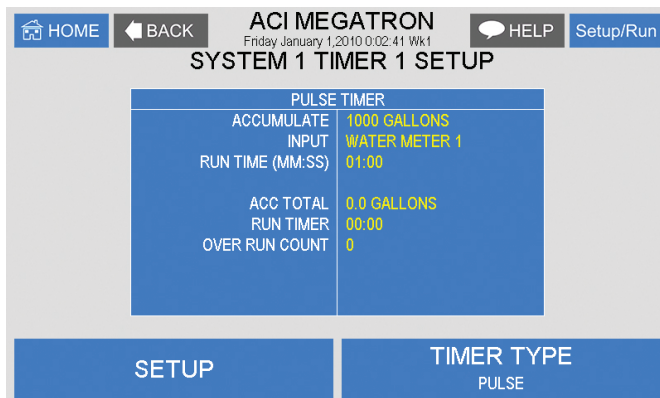 HOME BACK ACI MEGATRON HELP Setup/Run
Friday January 1,2010 0:02:41 Wk1
SYSTEM 1 TIMER 1 SETUP
PULSE TIMER
ACCUMULATE 1000 GALLONS
INPUT WATER METER 1
RUN TIME (MM:SS) 01:00
ACC TOTAL 0.0 GALLONS
RUN TIMER 00:00
OVER RUN COUNT 0
SETUP TIMER TYPE
PULSE